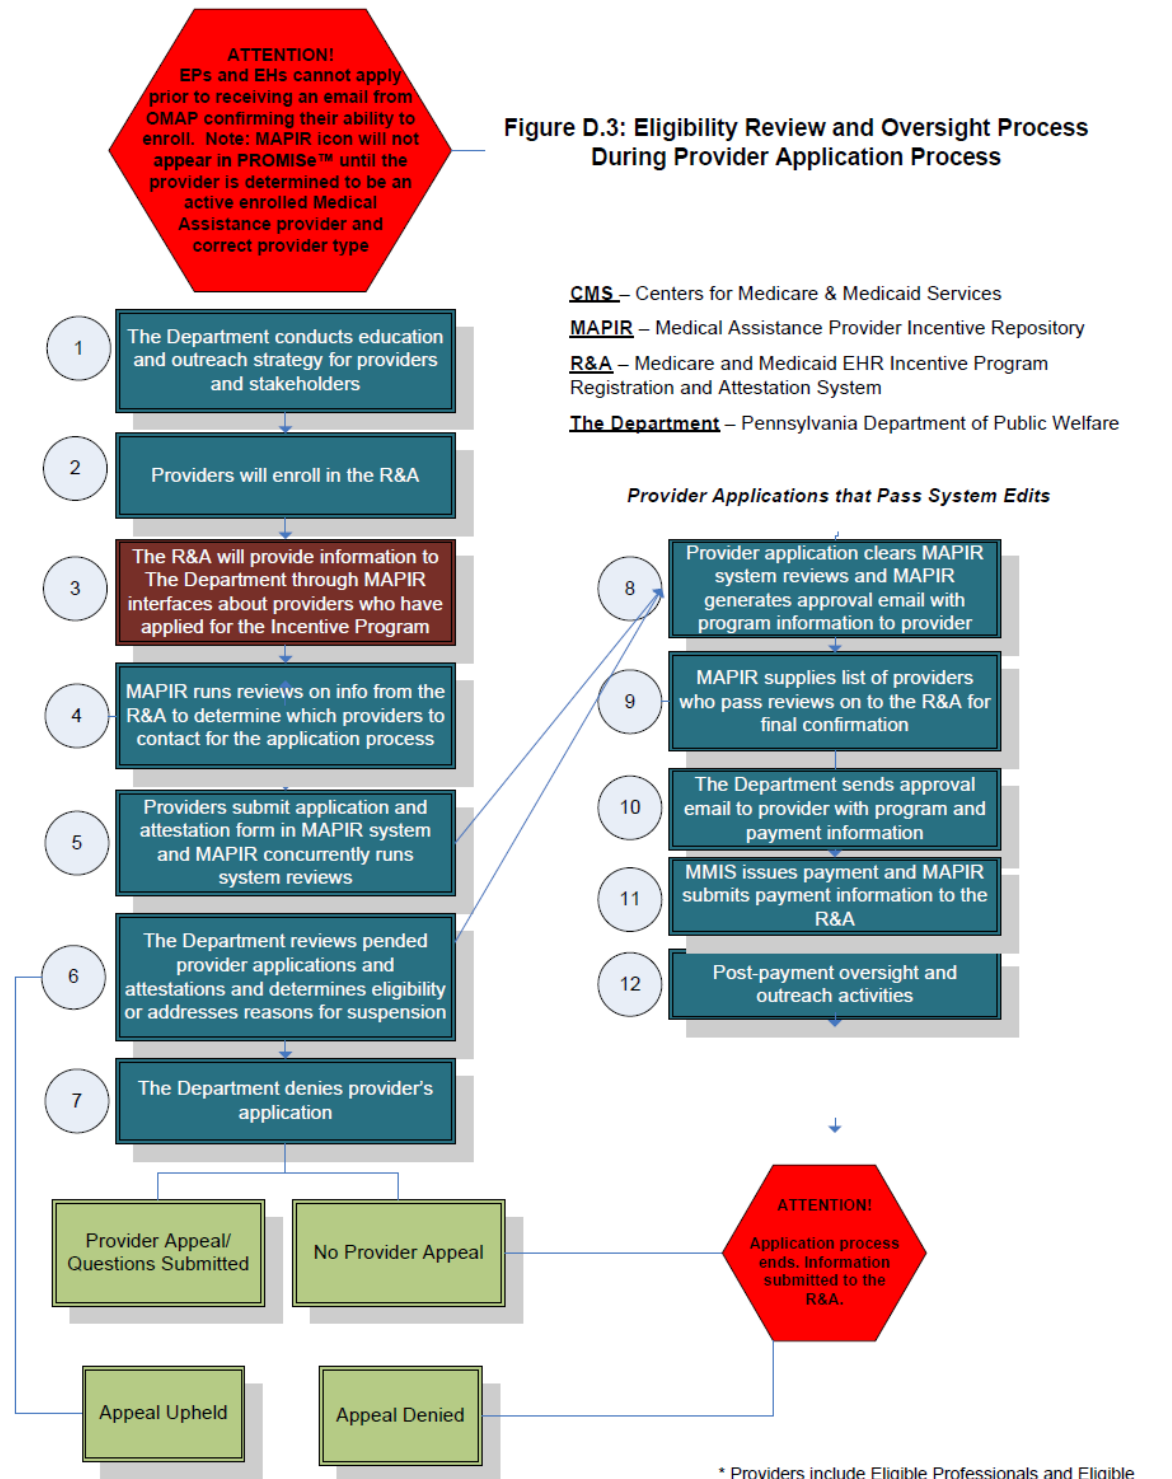 ATTENTION!
EPs and EHs cannot apply
prior to receiving an email from
OMAP confirming their ability to
enroll.  Note: MAPIR icon will not
appear in PROMISe™ until the
provider is determined to be an
active enrolled Medical
Assistance provider and
correct provider type
Figure D.3: Eligibility Review and Oversight Process
During Provider Application Process
CMS – Centers for Medicare & Medicaid Services
MAPIR – Medical Assistance Provider Incentive Repository
R&A – Medicare and Medicaid EHR Incentive Program
Registration and Attestation System
The Department – Pennsylvania Department of Public Welfare
1
The Department conducts education
and outreach strategy for providers
and stakeholders
2
Providers will enroll in the R&A
3
The R&A will provide information to
The Department through MAPIR
interfaces about providers who have
applied for the Incentive Program
4
MAPIR runs reviews on info from the
R&A to determine which providers to
contact for the application process
5
Providers submit application and
attestation form in MAPIR system
and MAPIR concurrently runs
system reviews
6
The Department reviews pended
provider applications and
attestations and determines eligibility
or addresses reasons for suspension
7
The Department denies provider's
application
Provider Appeal/
Questions Submitted
No Provider Appeal
Appeal Upheld
Appeal Denied
Provider Applications that Pass System Edits
8
Provider application clears MAPIR
system reviews and MAPIR
generates approval email with
program information to provider
9
MAPIR supplies list of providers
who pass reviews on to the R&A for
final confirmation
10
The Department sends approval
email to provider with program and
payment information
11
MMIS issues payment and MAPIR
submits payment information to the
R&A
12
Post-payment oversight and
outreach activities
ATTENTION!
Application process
ends. Information
submitted to the
R&A.
* Providers include Eligible Professionals and Eligible